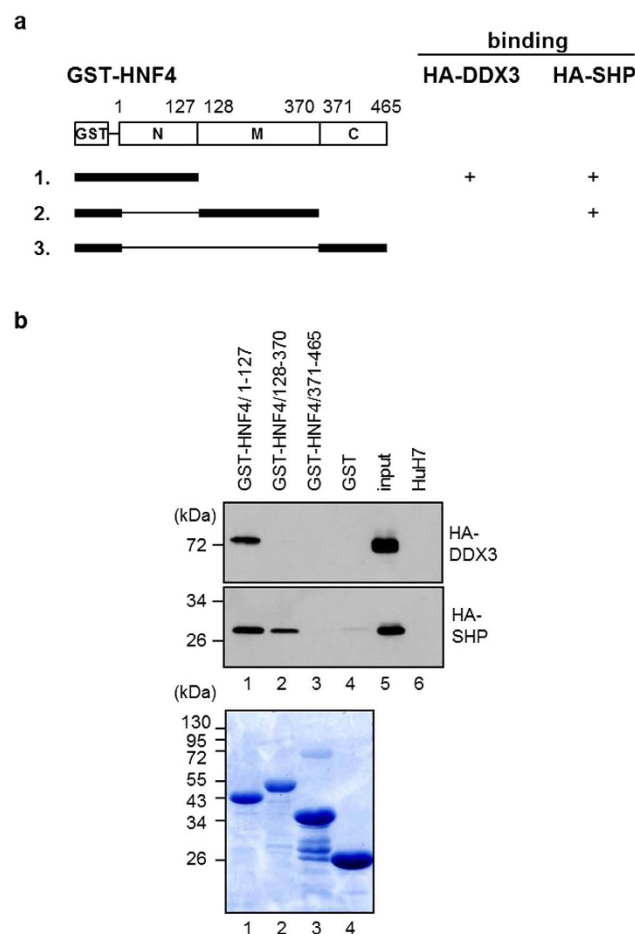 a
binding
GST-HNF4 HA-DDX3 HA-SHP
1 127 128 370 371 465
GST N M C
1. + +
2. +
3.
b
GST-HNF4/ 1-127
GST-HNF4/128-370
GST-HNF4/371-465
GST
input
HuH7
(kDa)
72 HA-DDX3
34
26 HA-SHP
1 2 3 4 5 6
(kDa)
130
95
72
55
43
34
26
1 2 3 4